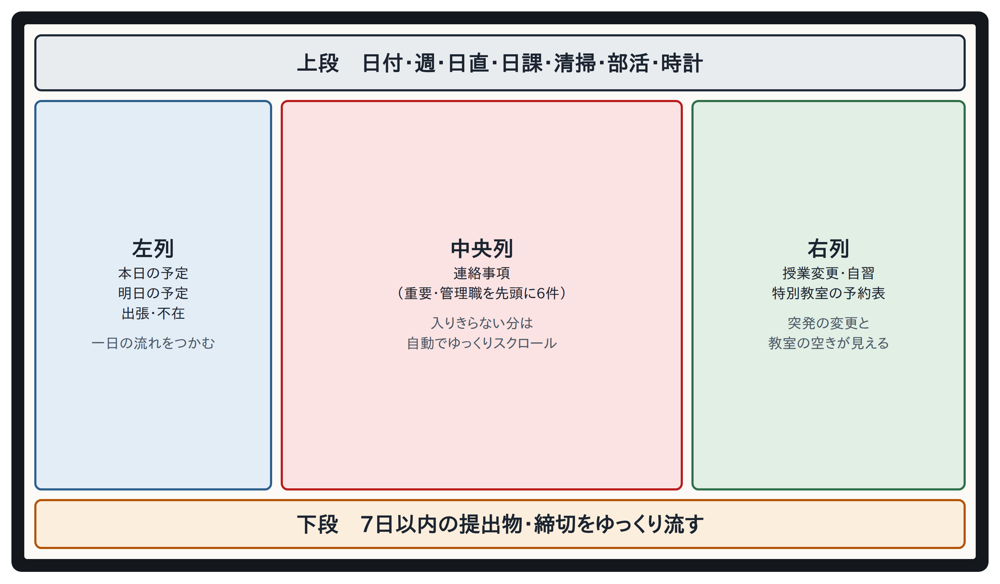 上段　日付・週・日直・日課・清掃・部活・時計
左列
本日の予定
明日の予定
出張・不在
一日の流れをつかむ
中央列
連絡事項
（重要・管理職を先頭に6件）
入りきらない分は
自動でゆっくりスクロール
右列
授業変更・自習
特別教室の予約表
突発の変更と
教室の空きが見える
下段　7日以内の提出物・締切をゆっくり流す